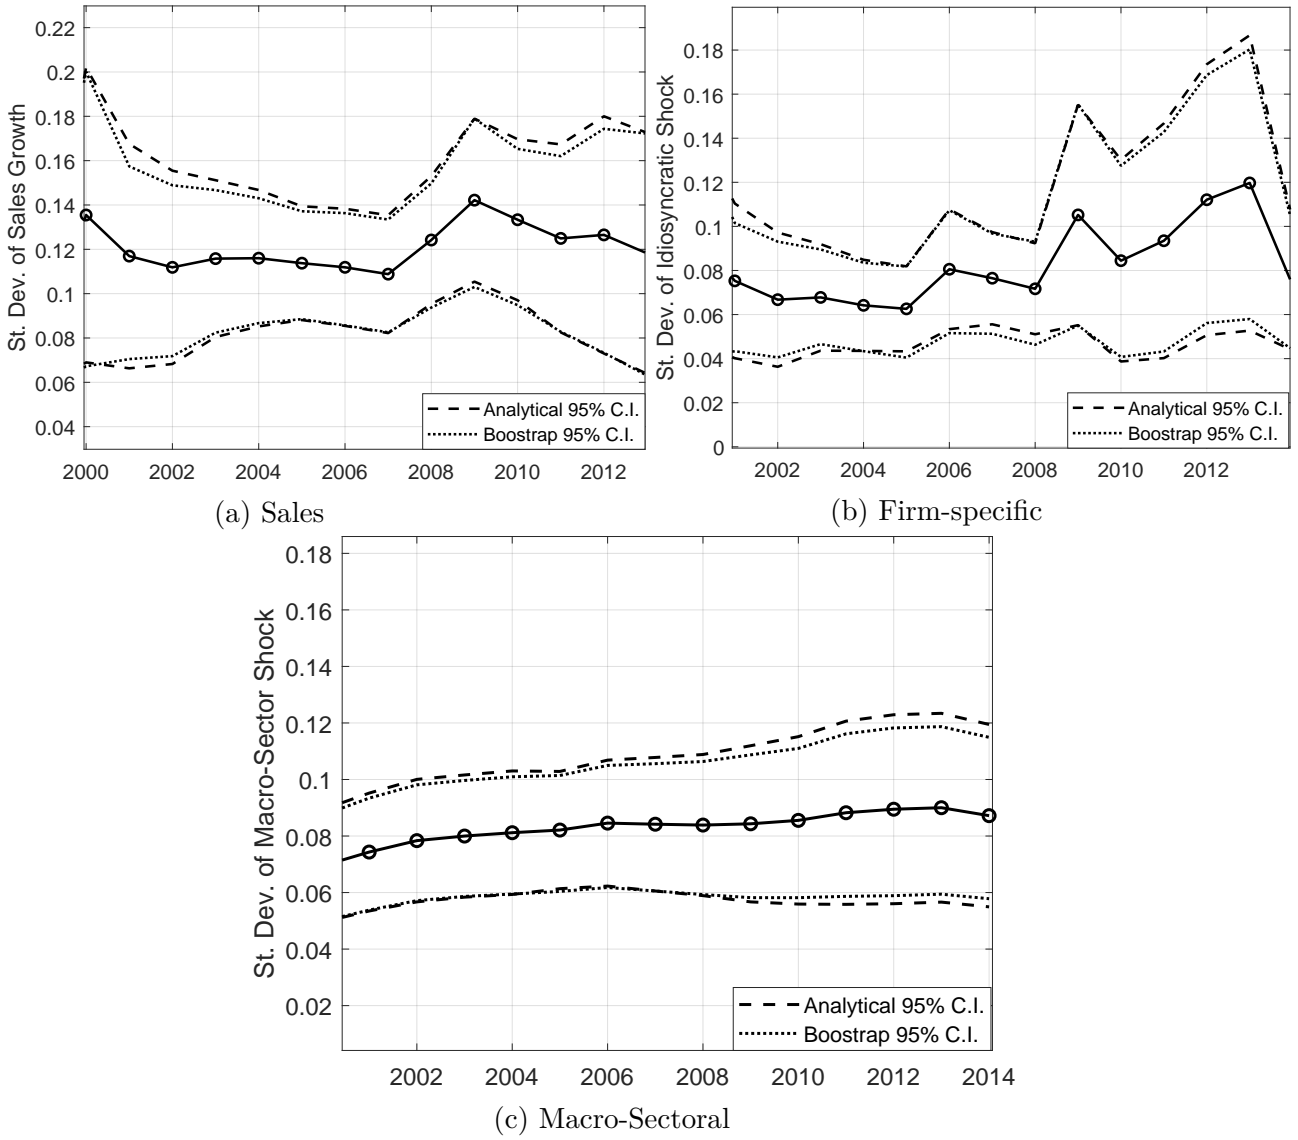 0.22
0.2
0.18
0.16
0.14
0.12
0.1
0.08
0.06
0.04
St. Dev. of Sales Growth
2000 2002 2004 2006 2008 2010 2012
Analytical 95% C.I.
Boostrap 95% C.I.
(a) Sales
0.18
0.16
0.14
0.12
0.1
0.08
0.06
0.04
0.02
0
St. Dev. of Idiosyncratic Shock
2002 2004 2006 2008 2010 2012
Analytical 95% C.I.
Boostrap 95% C.I.
(b) Firm-specific
0.18
0.16
0.14
0.12
0.1
0.08
0.06
0.04
0.02
St. Dev. of Macro-Sector Shock
2002 2004 2006 2008 2010 2012 2014
Analytical 95% C.I.
Boostrap 95% C.I.
(c) Macro-Sectoral